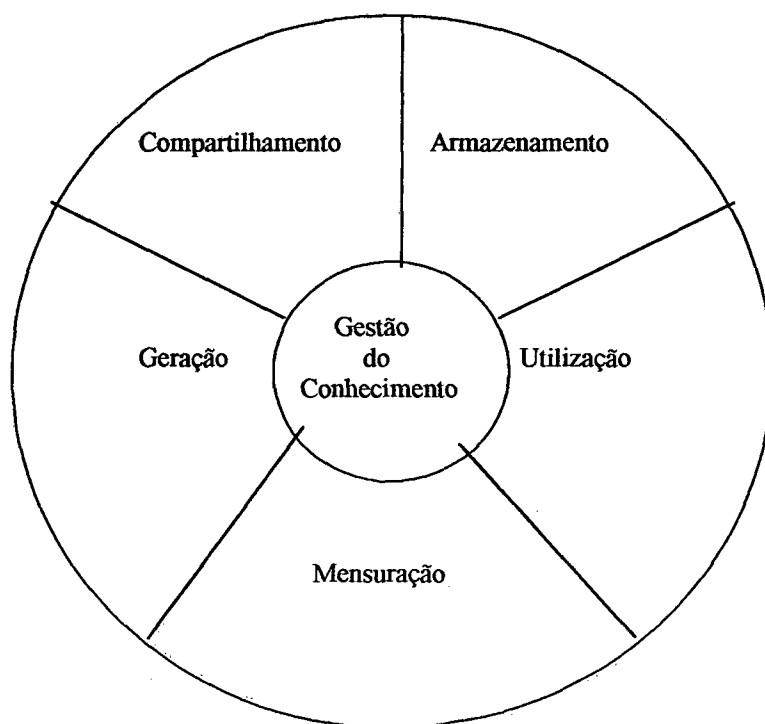 Compartilhamento
Armazenamento
Gestão
do
Conhecimento
Geração
Utilização
Mensuração